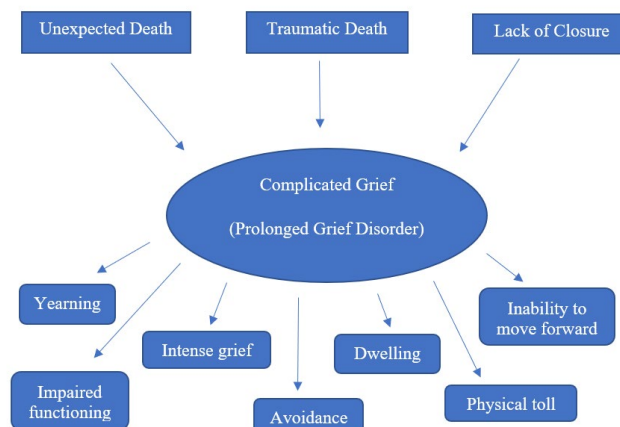 Unexpected Death
Traumatic Death
Lack of Closure
Complicated Grief
(Prolonged Grief Disorder)
Yearning
Inability to
move forward
Intense grief
Dwelling
Impaired
functioning
Avoidance
Physical toll